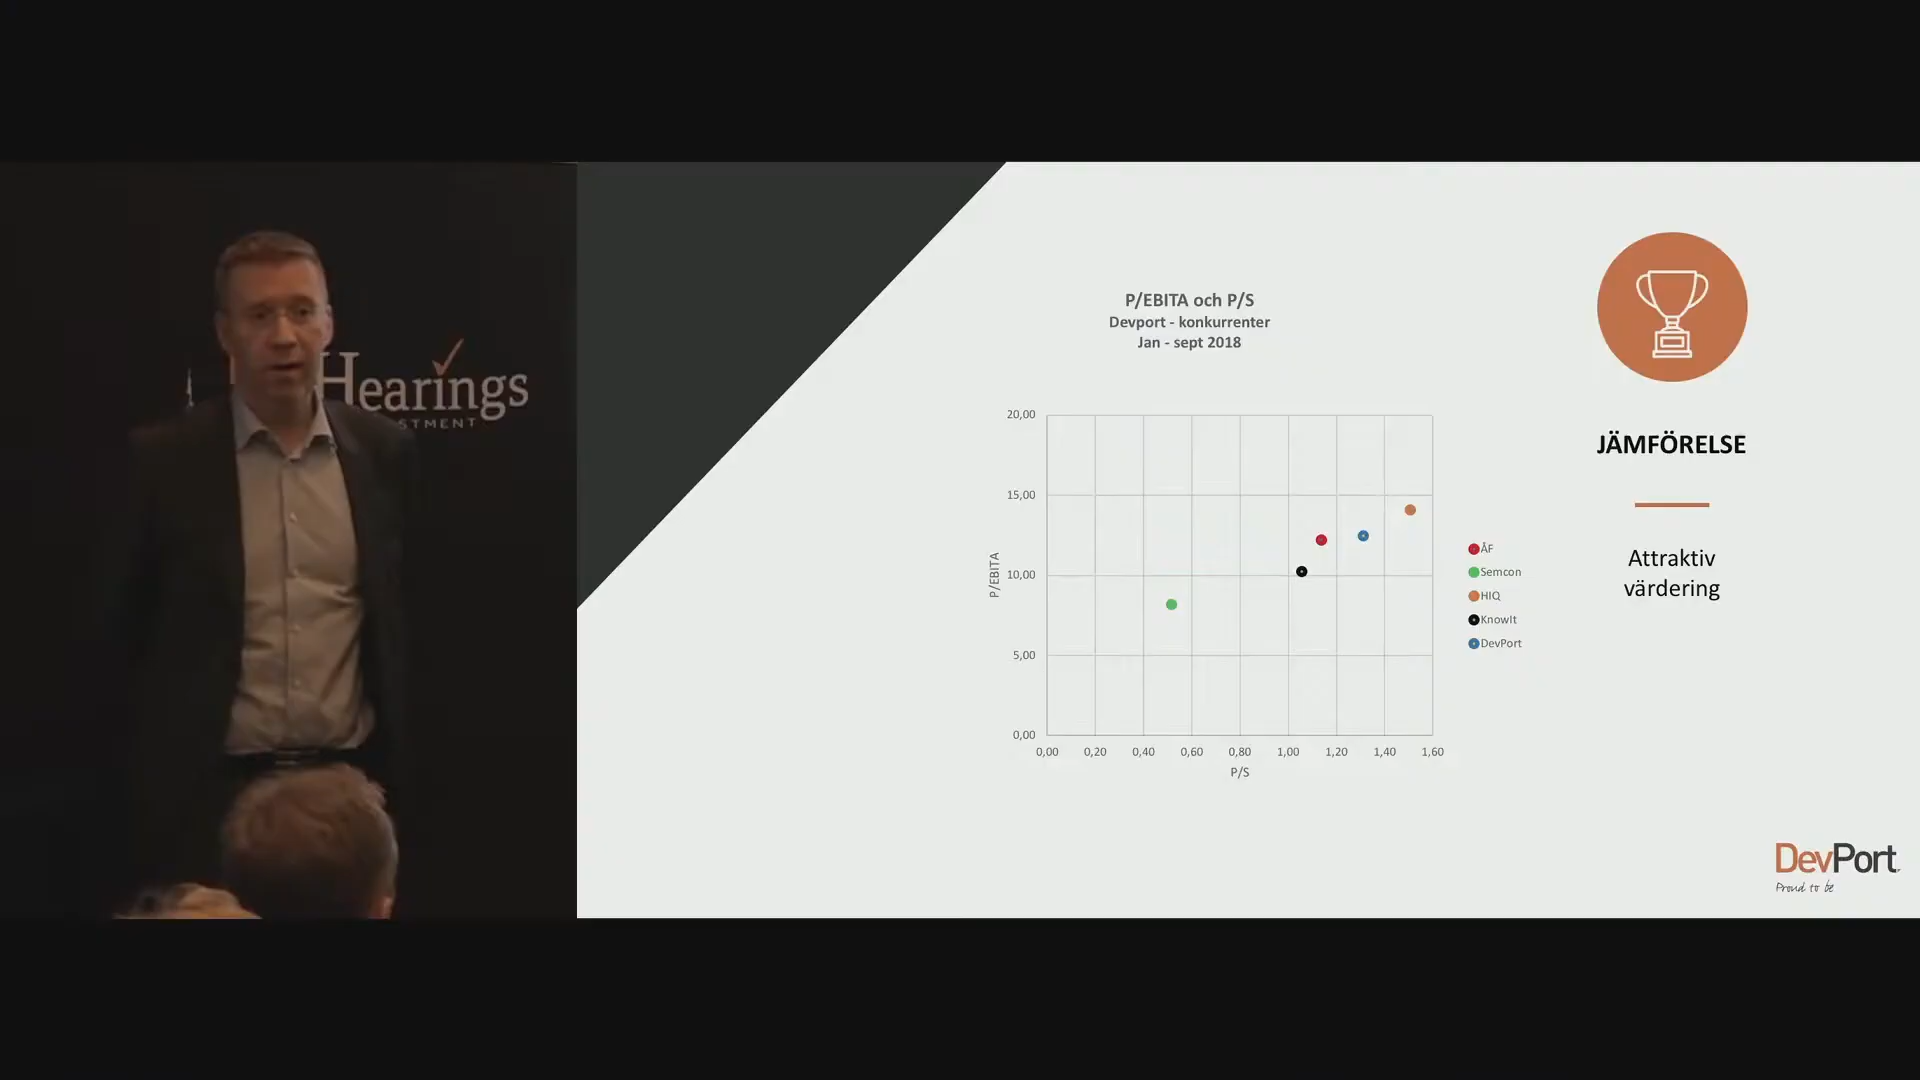 Hearings
STMENT
P/EBITA och P/S
Devport - konkurrenter
Jan - sept 2018
20,00
15,00
10,00
5,00
0,00
P/EBITA
0,00 0,20 0,40 0,60 0,80 1,00 1,20 1,40 1,60
P/S
ÅF
Semcon
HIQ
KnowIt
DevPort
JÄMFÖRELSE
Attraktiv
värdering
DevPort
Proud to be